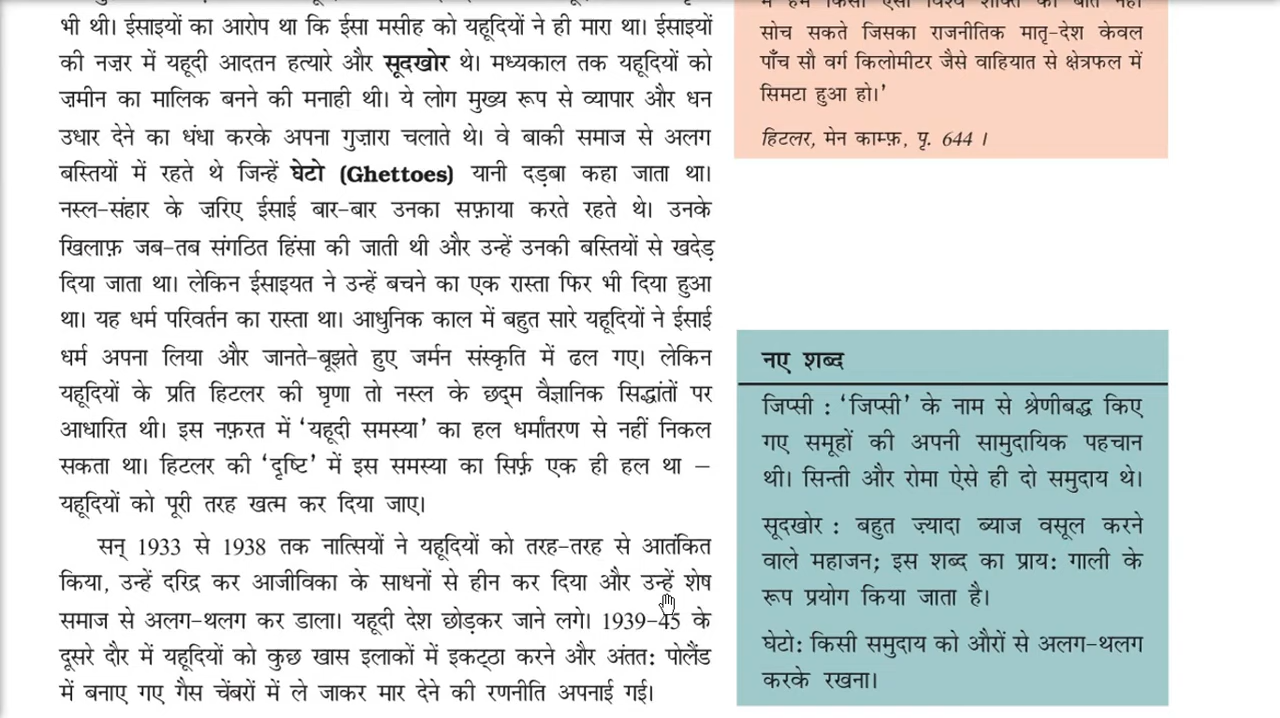 भी थी। ईसाइयों का आरोप था कि ईसा मसीह को यहूदियों ने ही मारा था। ईसाइयों
की नज़र में यहूदी आदतन हत्यारे और सूदखोर थे। मध्यकाल तक यहूदियों को
ज़मीन का मालिक बनने की मनाही थी। ये लोग मुख्य रूप से व्यापार और धन
उधार देने का धंधा करके अपना गुज़ारा चलाते थे। वे बाकी समाज से अलग
बस्तियों में रहते थे जिन्हें घेटो (Ghettoes) यानी दड़बा कहा जाता था।
नस्ल-संहार के ज़रिए ईसाई बार-बार उनका सफ़ाया करते रहते थे। उनके
खिलाफ़ जब-तब संगठित हिंसा की जाती थी और उन्हें उनकी बस्तियों से खदेड़
दिया जाता था। लेकिन ईसाइयत ने उन्हें बचने का एक रास्ता फिर भी दिया हुआ
था। यह धर्म परिवर्तन का रास्ता था। आधुनिक काल में बहुत सारे यहूदियों ने ईसाई
धर्म अपना लिया और जानते-बूझते हुए जर्मन संस्कृति में ढल गए। लेकिन
यहूदियों के प्रति हिटलर की घृणा तो नस्ल के छद्म वैज्ञानिक सिद्धांतों पर
आधारित थी। इस नफ़रत में ‘यहूदी समस्या’ का हल धर्मांतरण से नहीं निकल
सकता था। हिटलर की ‘दृष्टि’ में इस समस्या का सिर्फ़ एक ही हल था –
यहूदियों को पूरी तरह खत्म कर दिया जाए।
सन् 1933 से 1938 तक नात्सियों ने यहूदियों को तरह-तरह से आतंकित
किया, उन्हें दरिद्र कर आजीविका के साधनों से हीन कर दिया और उन्हें शेष
समाज से अलग-थलग कर डाला। यहूदी देश छोड़कर जाने लगे। 1939-45 के
दूसरे दौर में यहूदियों को कुछ खास इलाकों में इकट्ठा करने और अंततः पोलैंड
में बनाए गए गैस चेंबरों में ले जाकर मार देने की रणनीति अपनाई गई।
में हम किसी ऐसी विश्व शक्ति की बात नहीं
सोच सकते जिसका राजनीतिक मातृ-देश केवल
पाँच सौ वर्ग किलोमीटर जैसे वाहियात से क्षेत्रफल में
सिमटा हुआ हो।’
हिटलर, मेन काम्फ़, पृ. 644 ।
नए शब्द
जिप्सी : ‘जिप्सी’ के नाम से श्रेणीबद्ध किए
गए समूहों की अपनी सामुदायिक पहचान
थी। सिन्ती और रोमा ऐसे ही दो समुदाय थे।
सूदखोर : बहुत ज़्यादा ब्याज वसूल करने
वाले महाजन; इस शब्द का प्रायः गाली के
रूप प्रयोग किया जाता है।
घेटो: किसी समुदाय को औरों से अलग-थलग
करके रखना।